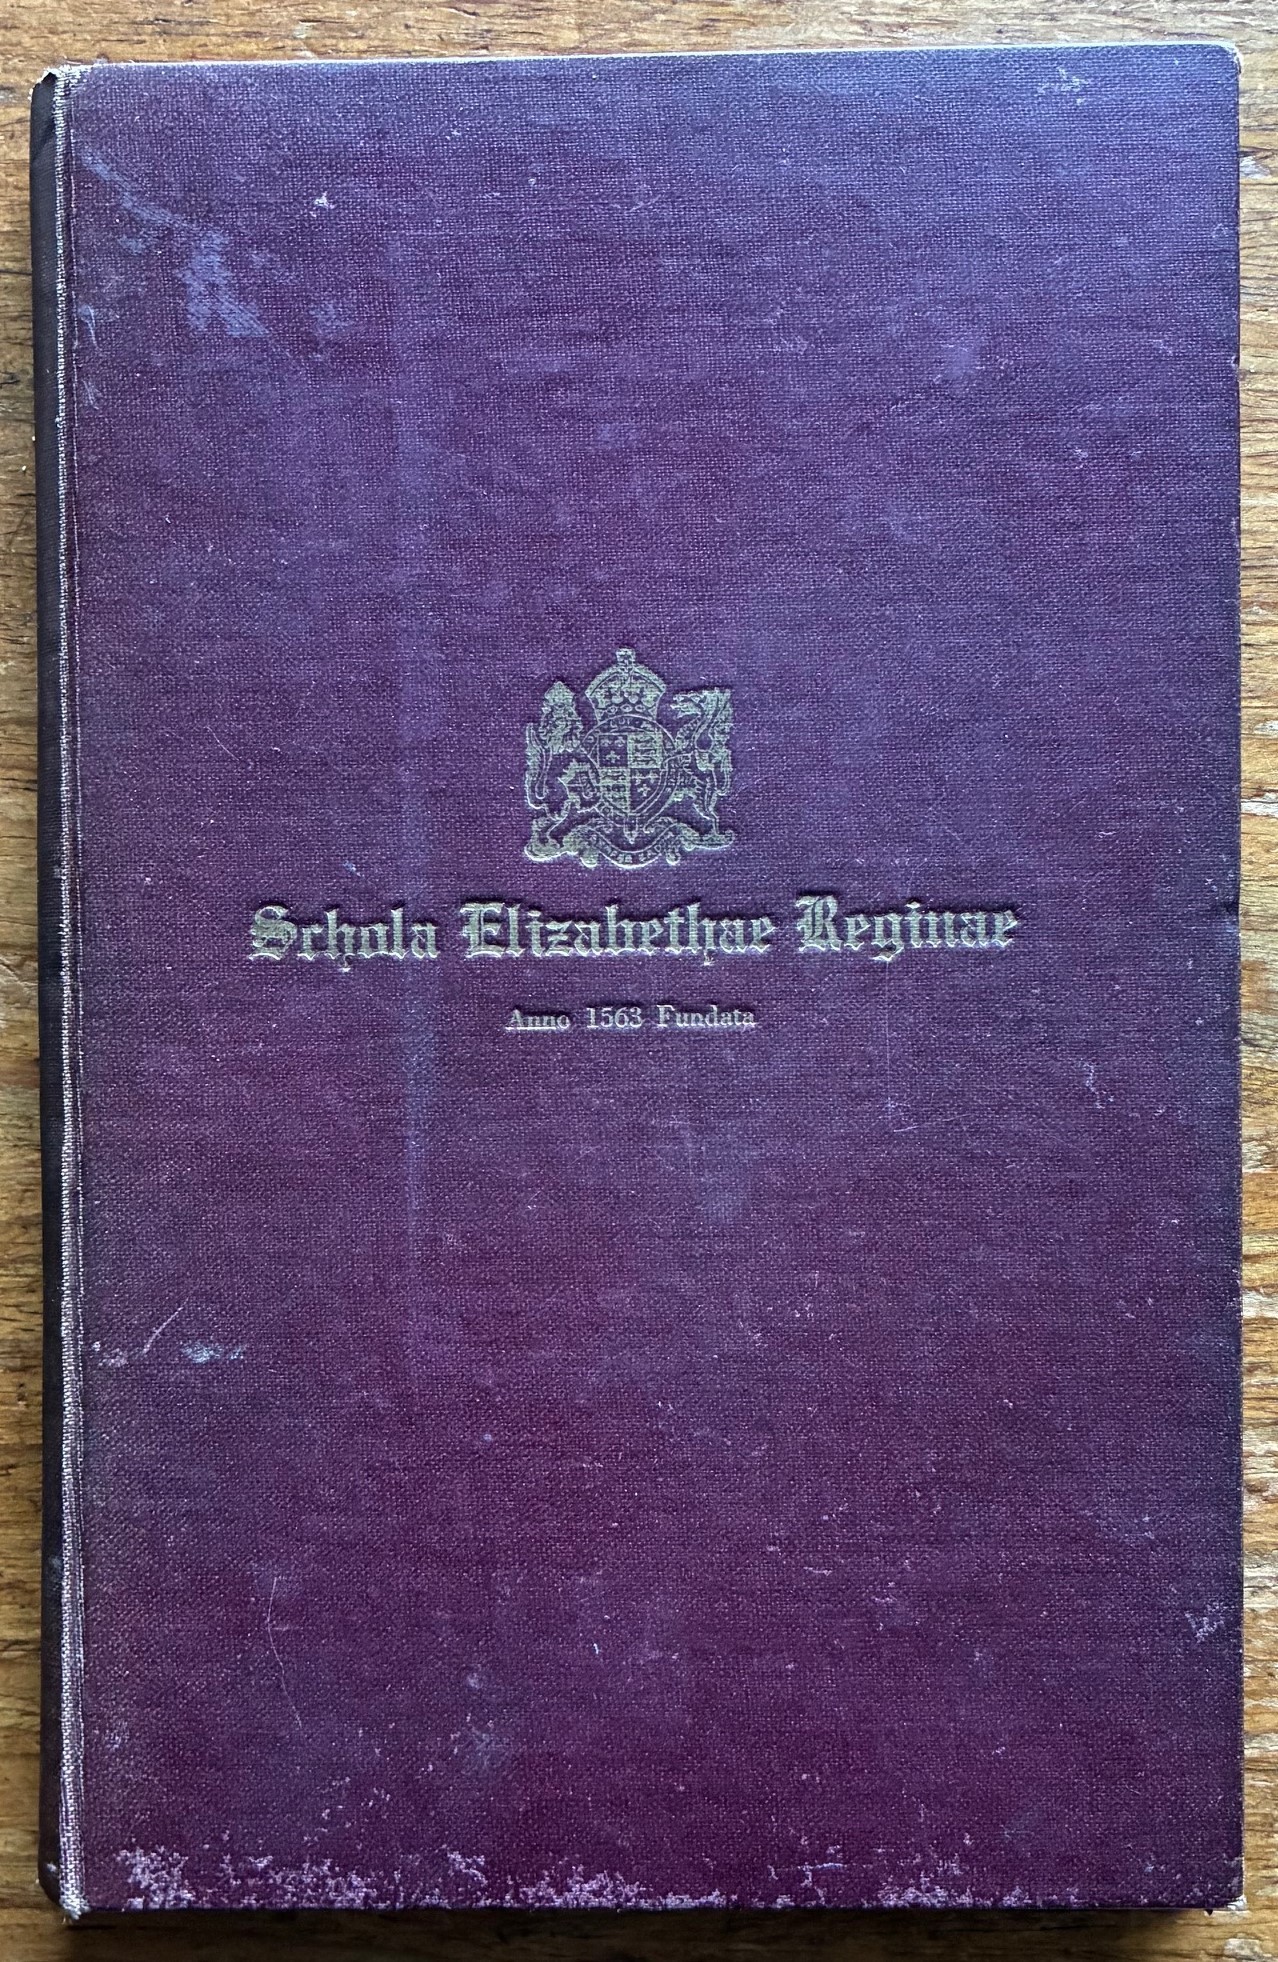 Schola Elizabethae Reginae
Anno 1563 Fundata